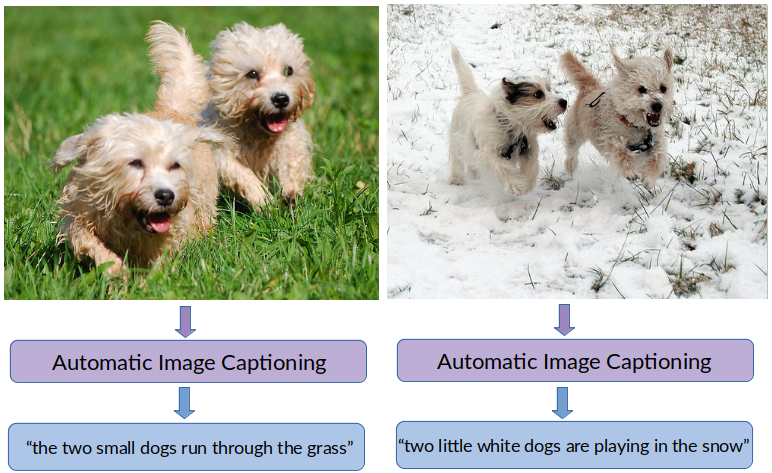 Automatic Image Captioning
Automatic Image Captioning
“the two small dogs run through the grass”
“two little white dogs are playing in the snow”